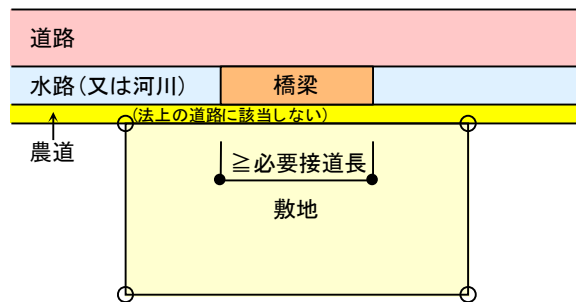 道路
水路(又は河川) 橋梁
(法上の道路に該当しない)
農道
≧必要接道長
敷地